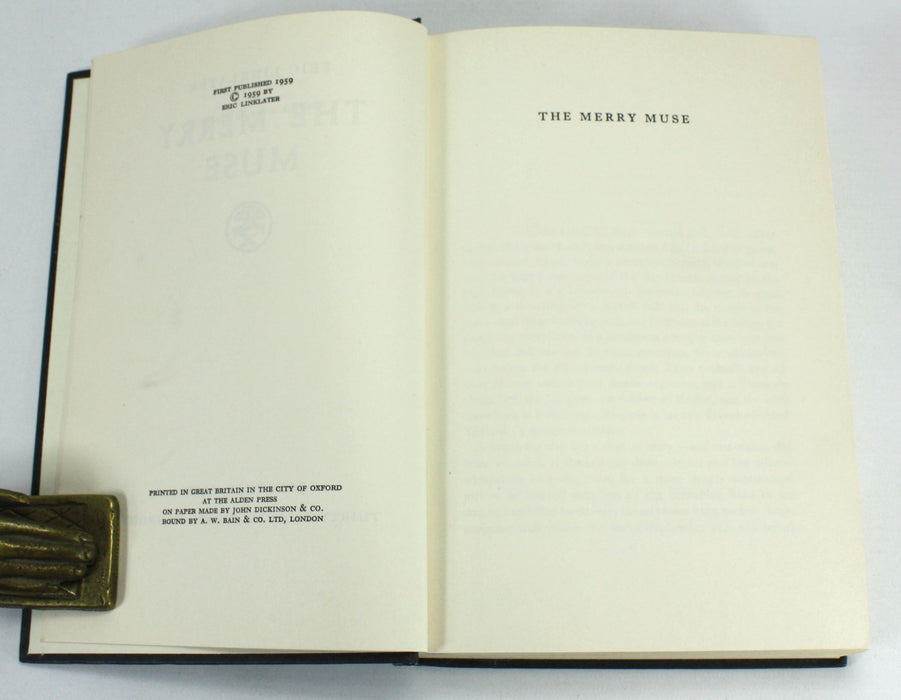 FIRST PUBLISHED 1959
© 1959 BY
ERIC LINKLATER
PRINTED IN GREAT BRITAIN IN THE CITY OF OXFORD
AT THE ALDEN PRESS
ON PAPER MADE BY JOHN DICKINSON & CO.
BOUND BY A. W. BAIN & CO. LTD, LONDON
THE MERRY MUSE